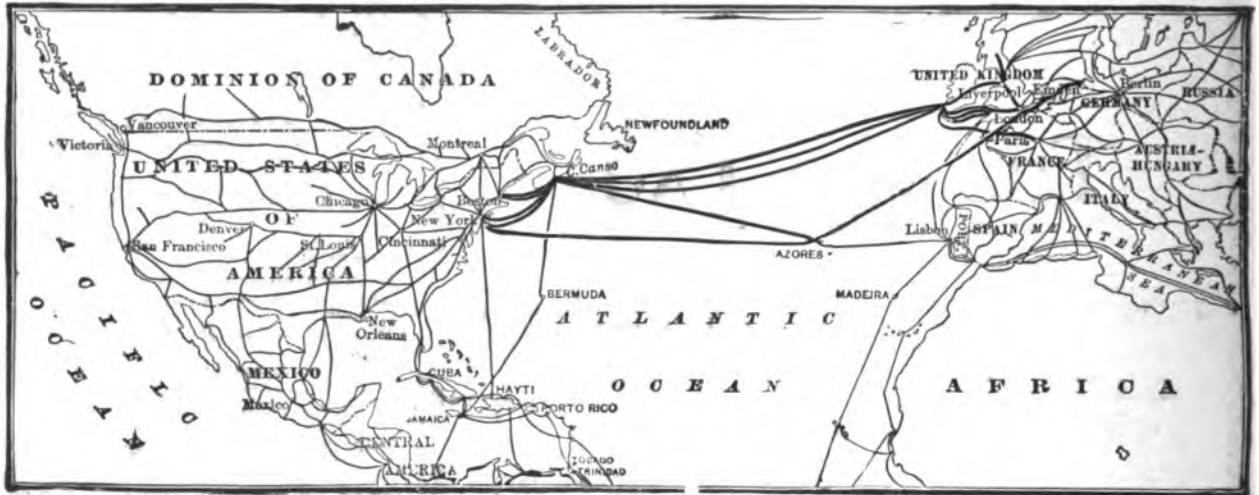 LABRADOR
DOMINION OF CANADA
UNITED KINGDOM
Liverpool
Emden
Berlin
GERMANY
RUSSIA
Vancouver
NEWFOUNDLAND
London
Victoria
Montreal
Paris
AUSTRIA-
HUNGARY
UNITED STATES
C. Canso
FRANCE
Chicago
Boston
ITALY
OF
New York
Denver
St. Louis
Cincinnati
San Francisco
Lisbon
PORT.
SPAIN
MEDITERRANEAN
SEA
AZORES
AMERICA
PACIFIC
OCEAN
BERMUDA
MADEIRA
ATLANTIC
New
Orleans
MEXICO
CUBA
HAYTI
OCEAN
AFRICA
Mexico
JAMAICA
PORTO RICO
CENTRAL
AMERICA
TOBAGO
TRINIDAD